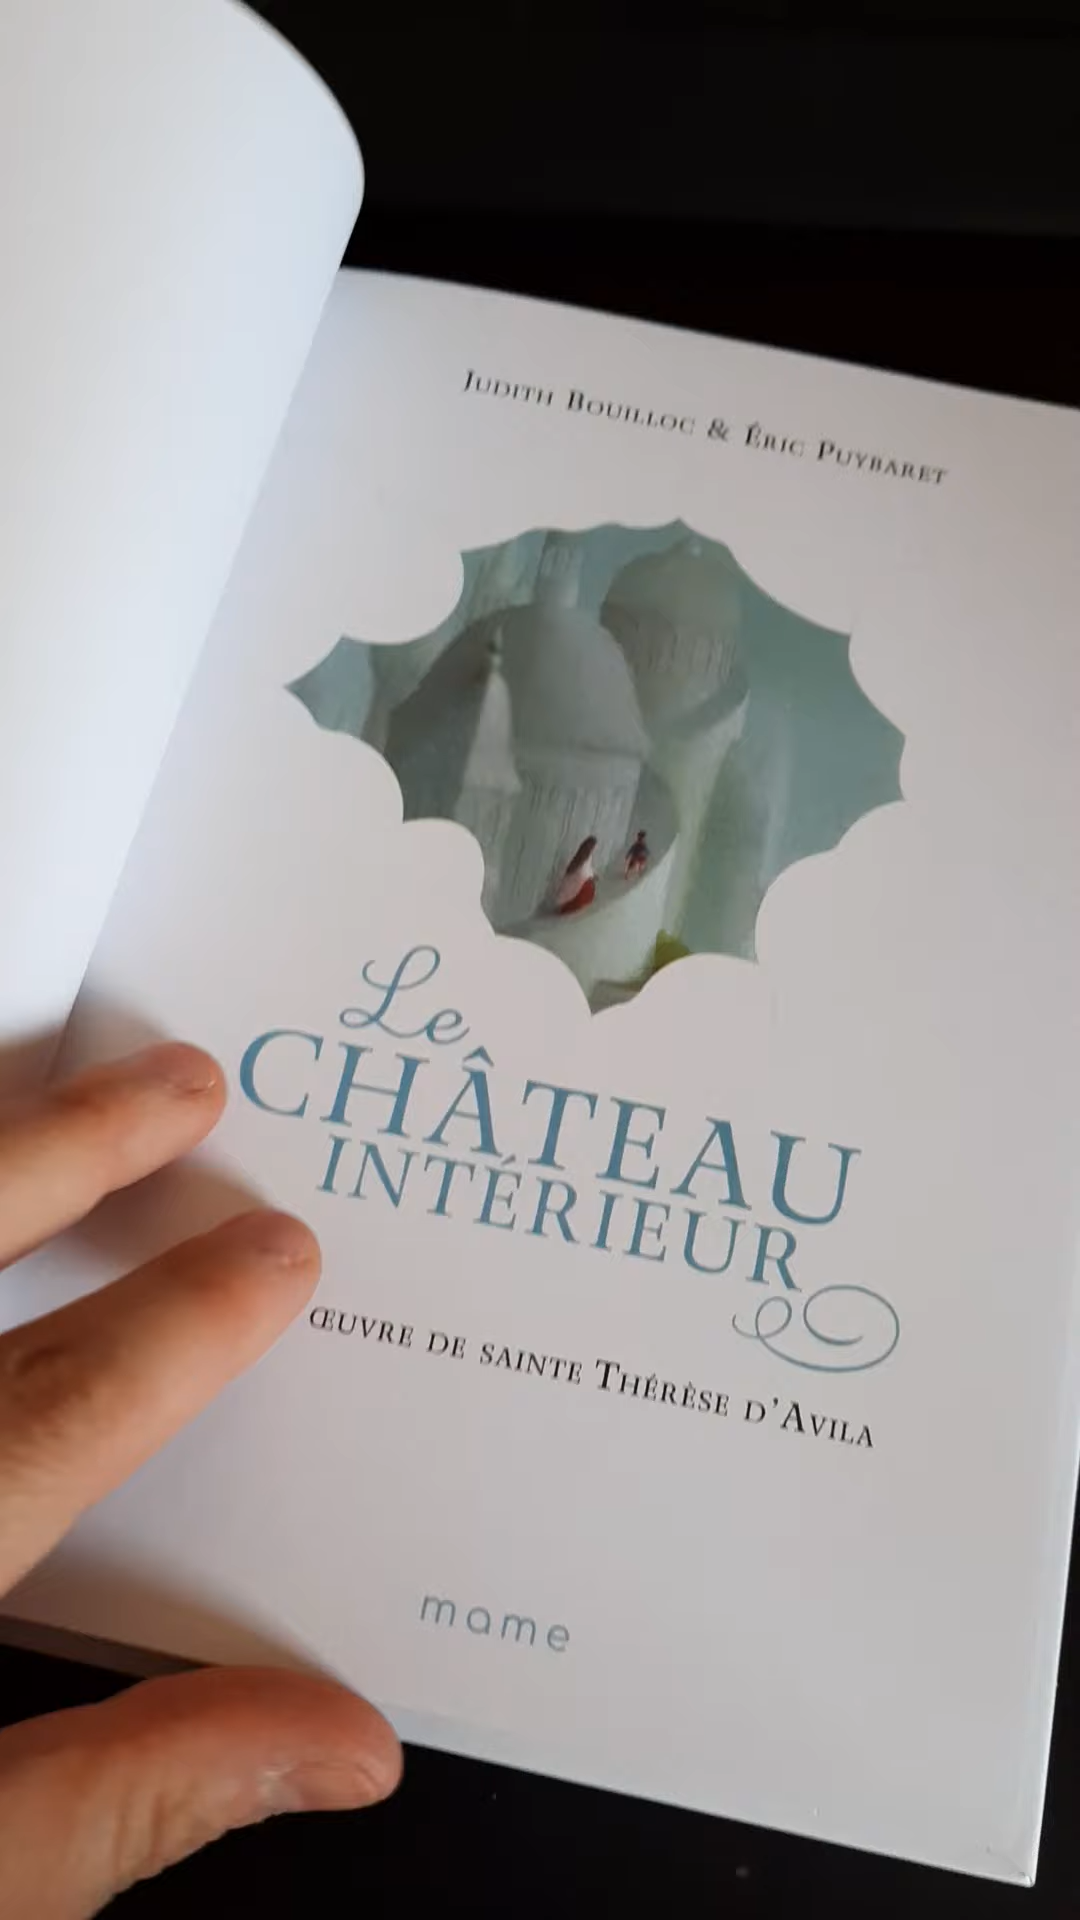 Judith Bouilloc & Éric Puybaret
Le
CHÂTEAU
INTÉRIEUR
ŒUVRE DE SAINTE THÉRÈSE D'AVILA
mame